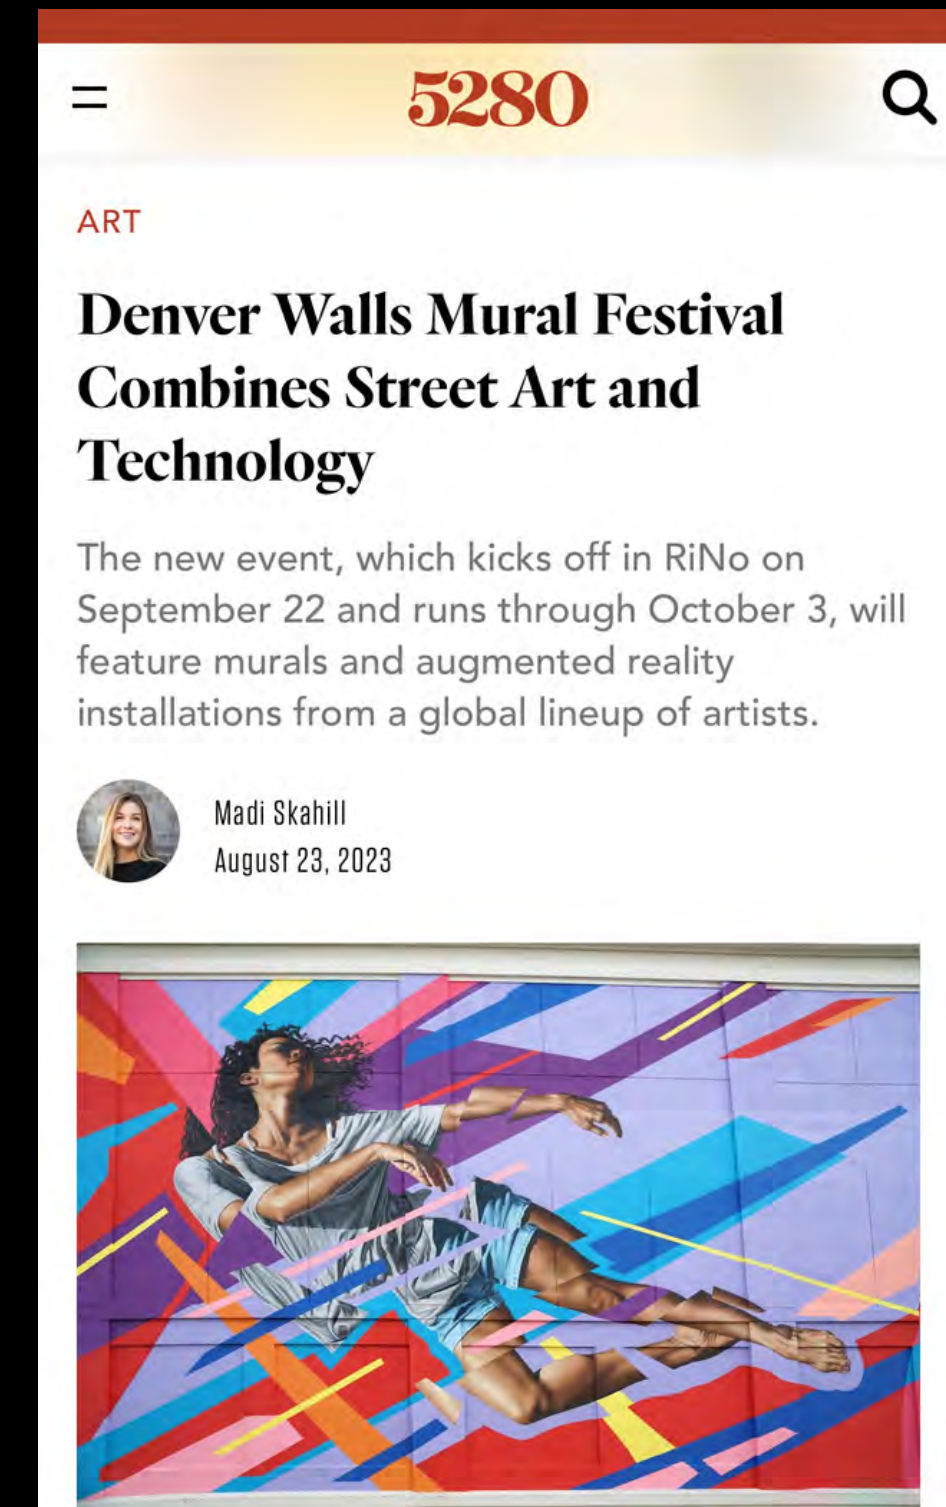 5280
ART
Denver Walls Mural Festival
Combines Street Art and
Technology
The new event, which kicks off in RiNo on
September 22 and runs through October 3, will
feature murals and augmented reality
installations from a global lineup of artists.
Madi Skahill
August 23, 2023